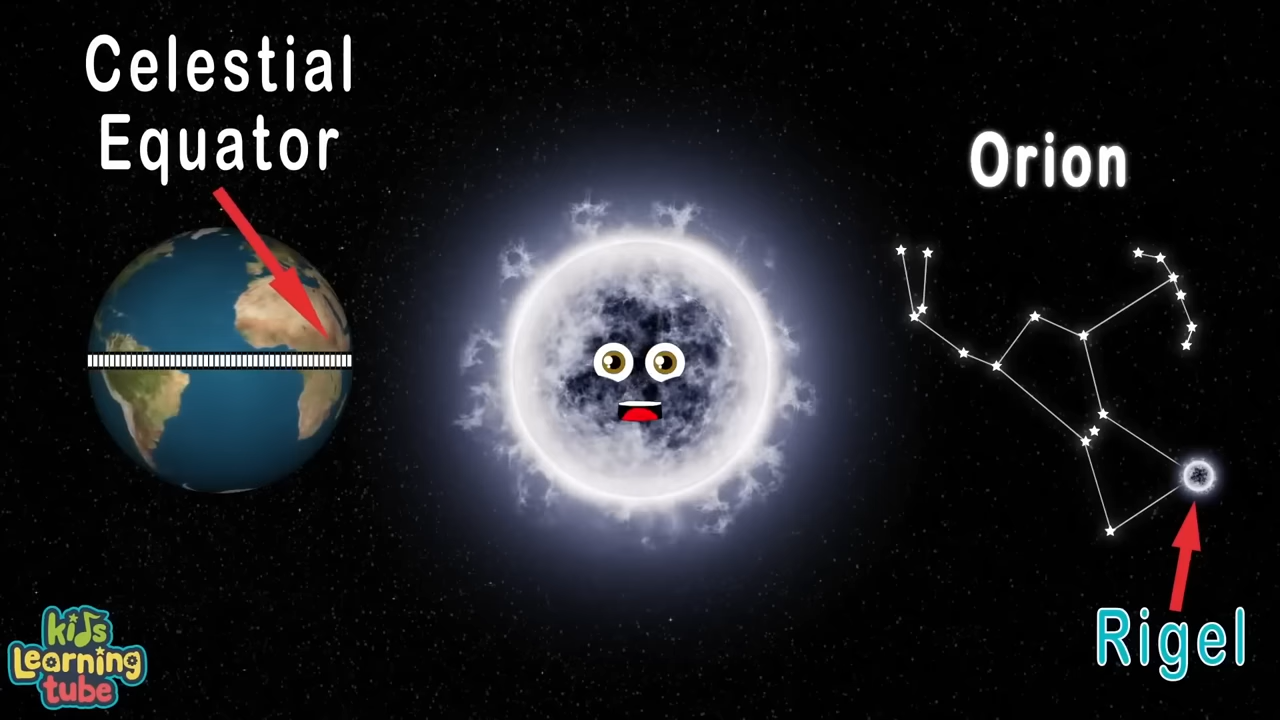 Celestial
Equator
Orion
Rigel
kids
Learning
tube